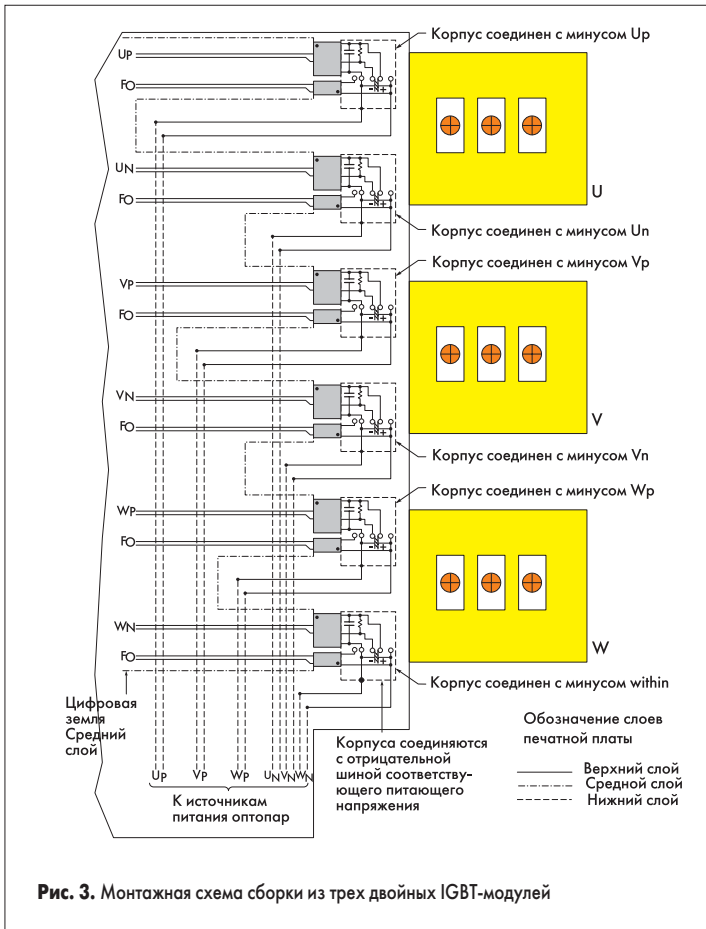 Корпус соединен с минусом Up
UP
FO
U
UN
FO
Корпус соединен с минусом Un
Корпус соединен с минусом Vp
VP
FO
V
VN
FO
Корпус соединен с минусом Vn
Корпус соединен с минусом Wp
WP
FO
W
WN
FO
Корпус соединен с минусом within
Цифровая
земля
Средний
слой
UP VP WP UN VN WN
К источникам
питания оптопар
Корпуса соединяются
с отрицательной
шиной соответству-
ющего питающего
напряжения
Обозначение слоев
печатной платы
Верхний слой
Средной слой
Нижний слой
Рис. 3. Монтажная схема сборки из трех двойных IGBT-модулей